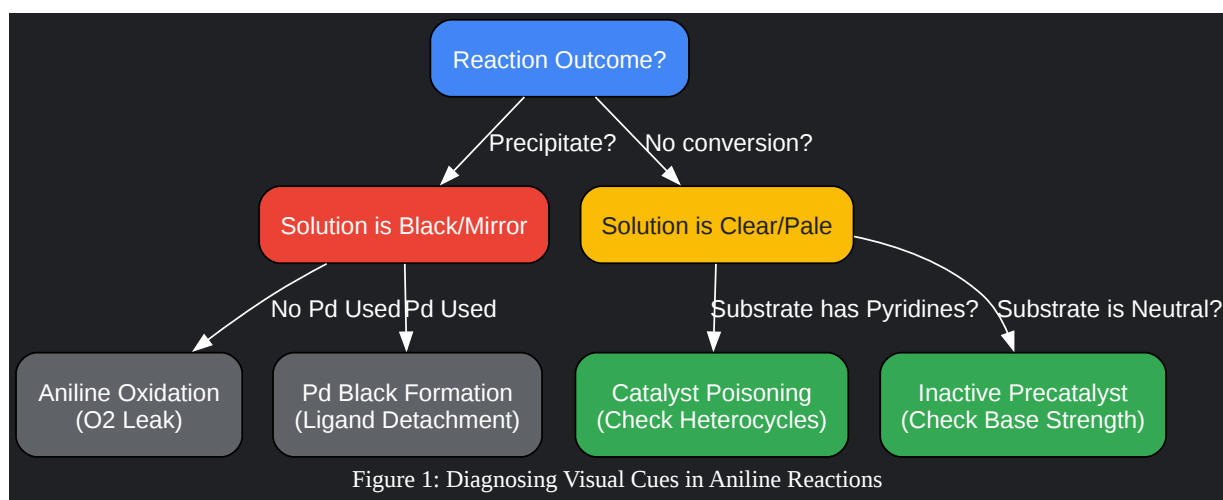 Reaction Outcome?
Precipitate?
No conversion?
Solution is Black/Mirror
Solution is Clear/Pale
No Pd Used
Pd Used
Substrate has Pyridines?
Substrate is Neutral?
Aniline Oxidation
(O2 Leak)
Pd Black Formation
(Ligand Detachment)
Catalyst Poisoning
(Check Heterocycles)
Inactive Precatalyst
(Check Base Strength)
Figure 1: Diagnosing Visual Cues in Aniline Reactions